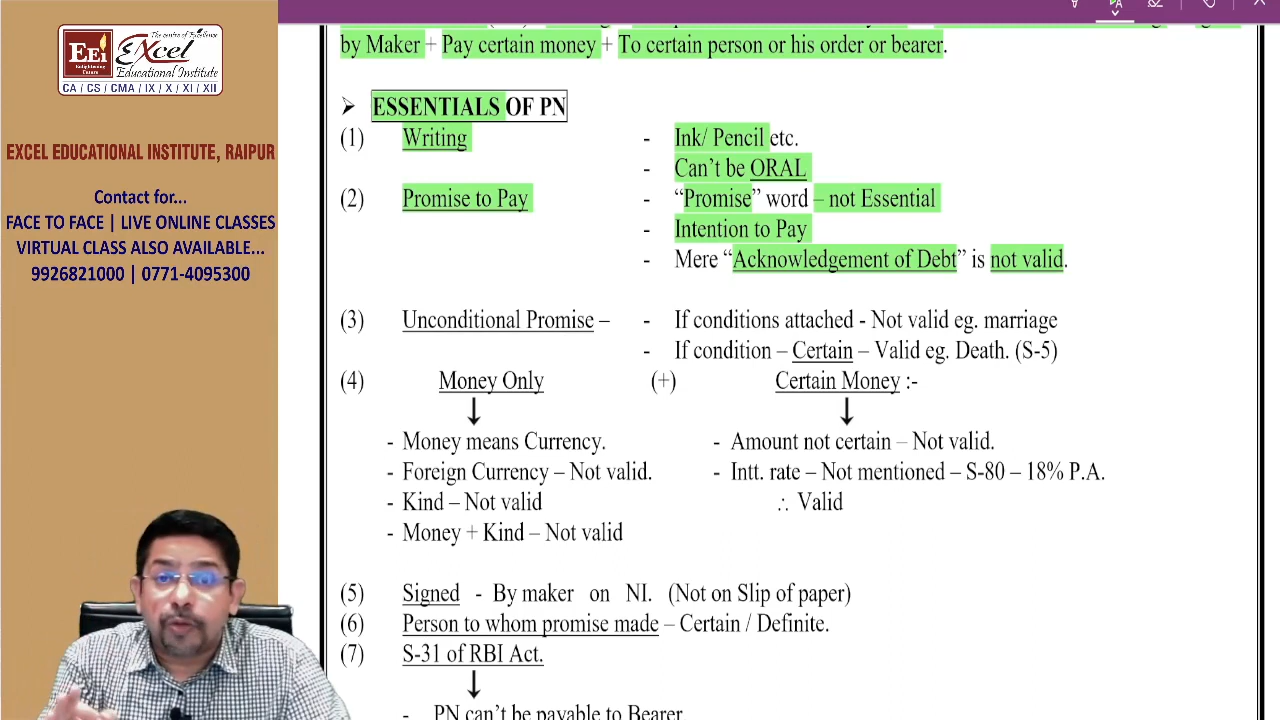 by Maker + Pay certain money + To certain person or his order or bearer.
The centre of Excellence
EEi Excel
Enlightening Careers
Educational Institute
CA / CS / CMA / IX / X / XI / XII
EXCEL EDUCATIONAL INSTITUTE, RAIPUR
Contact for...
FACE TO FACE | LIVE ONLINE CLASSES
VIRTUAL CLASS ALSO AVAILABLE...
9926821000 | 0771-4095300
➢ ESSENTIALS OF PN
(1) Writing - Ink/ Pencil etc.
- Can't be ORAL
(2) Promise to Pay - “Promise” word – not Essential
- Intention to Pay
- Mere “Acknowledgement of Debt” is not valid.
(3) Unconditional Promise – - If conditions attached - Not valid eg. marriage
- If condition – Certain – Valid eg. Death. (S-5)
(4) Money Only (+) Certain Money :-
- Money means Currency. - Amount not certain – Not valid.
- Foreign Currency – Not valid. - Intt. rate – Not mentioned – S-80 – 18% P.A.
- Kind – Not valid ∴ Valid
- Money + Kind – Not valid
(5) Signed - By maker on NI. (Not on Slip of paper)
(6) Person to whom promise made – Certain / Definite.
(7) S-31 of RBI Act.
- PN can't be payable to Bearer